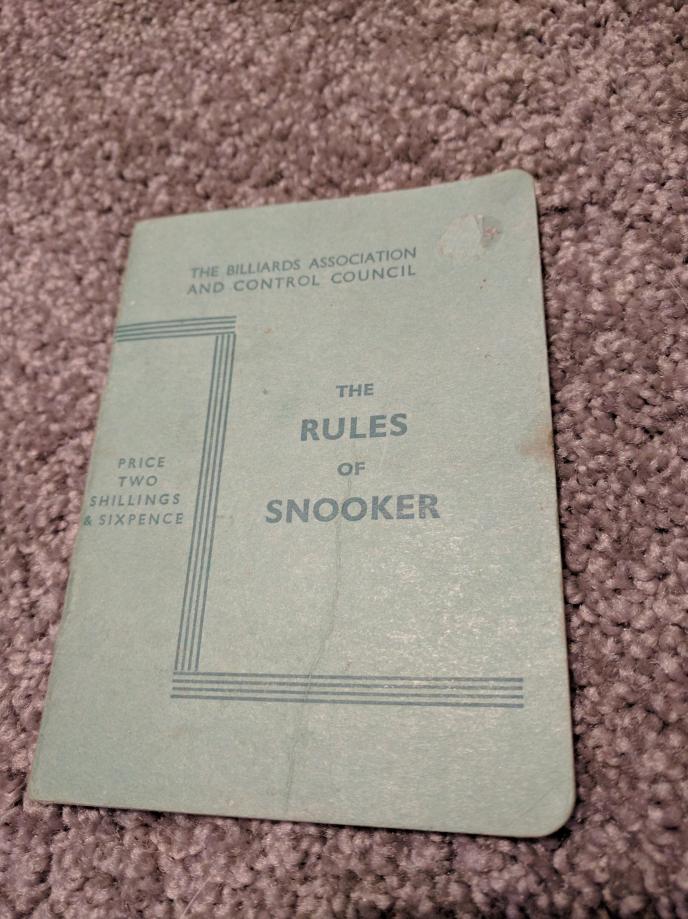 THE BILLIARDS ASSOCIATION
AND CONTROL COUNCIL
THE
RULES
OF
SNOOKER
PRICE
TWO
SHILLINGS
& SIXPENCE